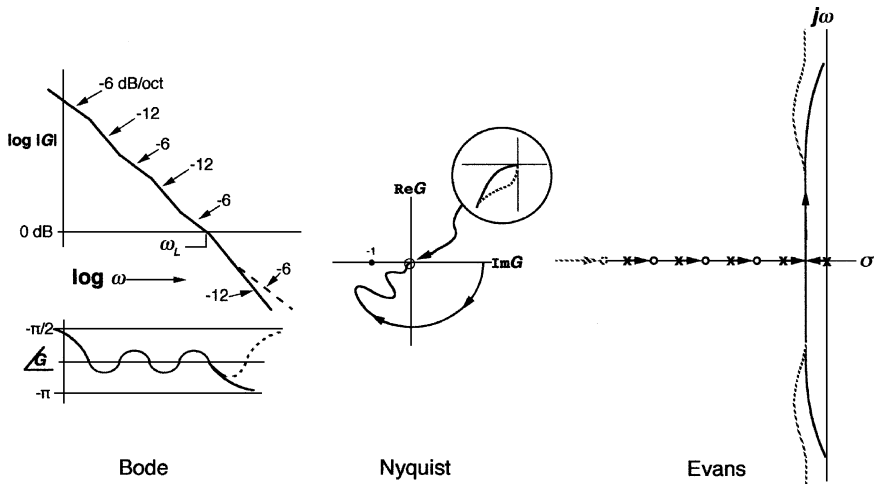 jω
-6 dB/oct
-12
log |G|
-6
-12
-6
0 dB
ω_L
log ω
-6
-12
-π/2
∠G
-π
Bode
ReG
-1
ImG
Nyquist
σ
Evans